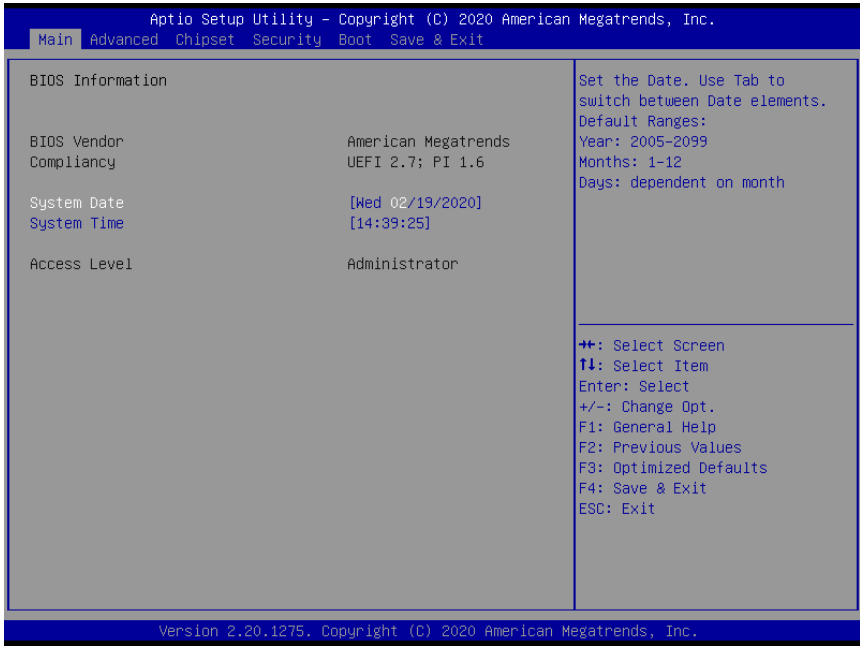 Aptio Setup Utility – Copyright (C) 2020 American Megatrends, Inc.
Main Advanced Chipset Security Boot Save & Exit
BIOS Information
BIOS Vendor American Megatrends
Compliancy UEFI 2.7; PI 1.6
System Date [Wed 02/19/2020]
System Time [14:39:25]
Access Level Administrator
Set the Date. Use Tab to
switch between Date elements.
Default Ranges:
Year: 2005-2099
Months: 1-12
Days: dependent on month
→←: Select Screen
↑↓: Select Item
Enter: Select
+/-: Change Opt.
F1: General Help
F2: Previous Values
F3: Optimized Defaults
F4: Save & Exit
ESC: Exit
Version 2.20.1275. Copyright (C) 2020 American Megatrends, Inc.